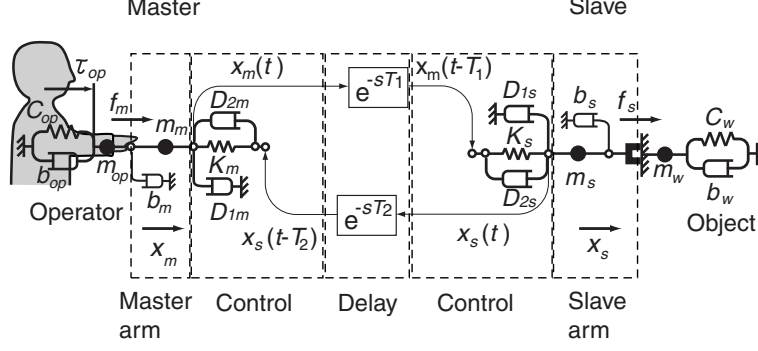 Master Slave
τop
fm
xm(t)
e-sT1
xm(t-T1)
Cop
mm
D2m
Km
D1m
mop
bop
bm
D1s
Ks
D2s
bs
fs
ms
mw
Cw
bw
Operator
Object
xm
xs(t-T2)
e-sT2
xs(t)
xs
Master arm
Control
Delay
Control
Slave arm